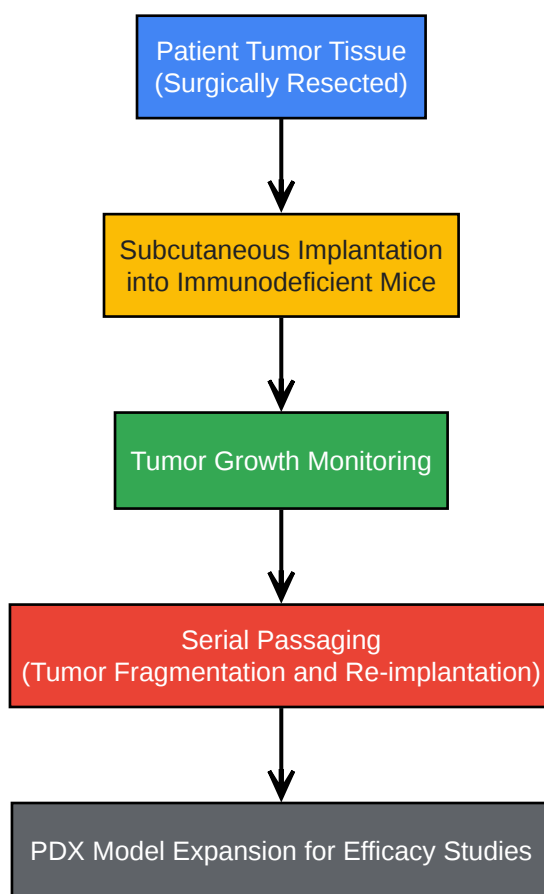 Patient Tumor Tissue
(Surgically Resected)
Subcutaneous Implantation
into Immunodeficient Mice
Tumor Growth Monitoring
Serial Passaging
(Tumor Fragmentation and Re-implantation)
PDX Model Expansion for Efficacy Studies